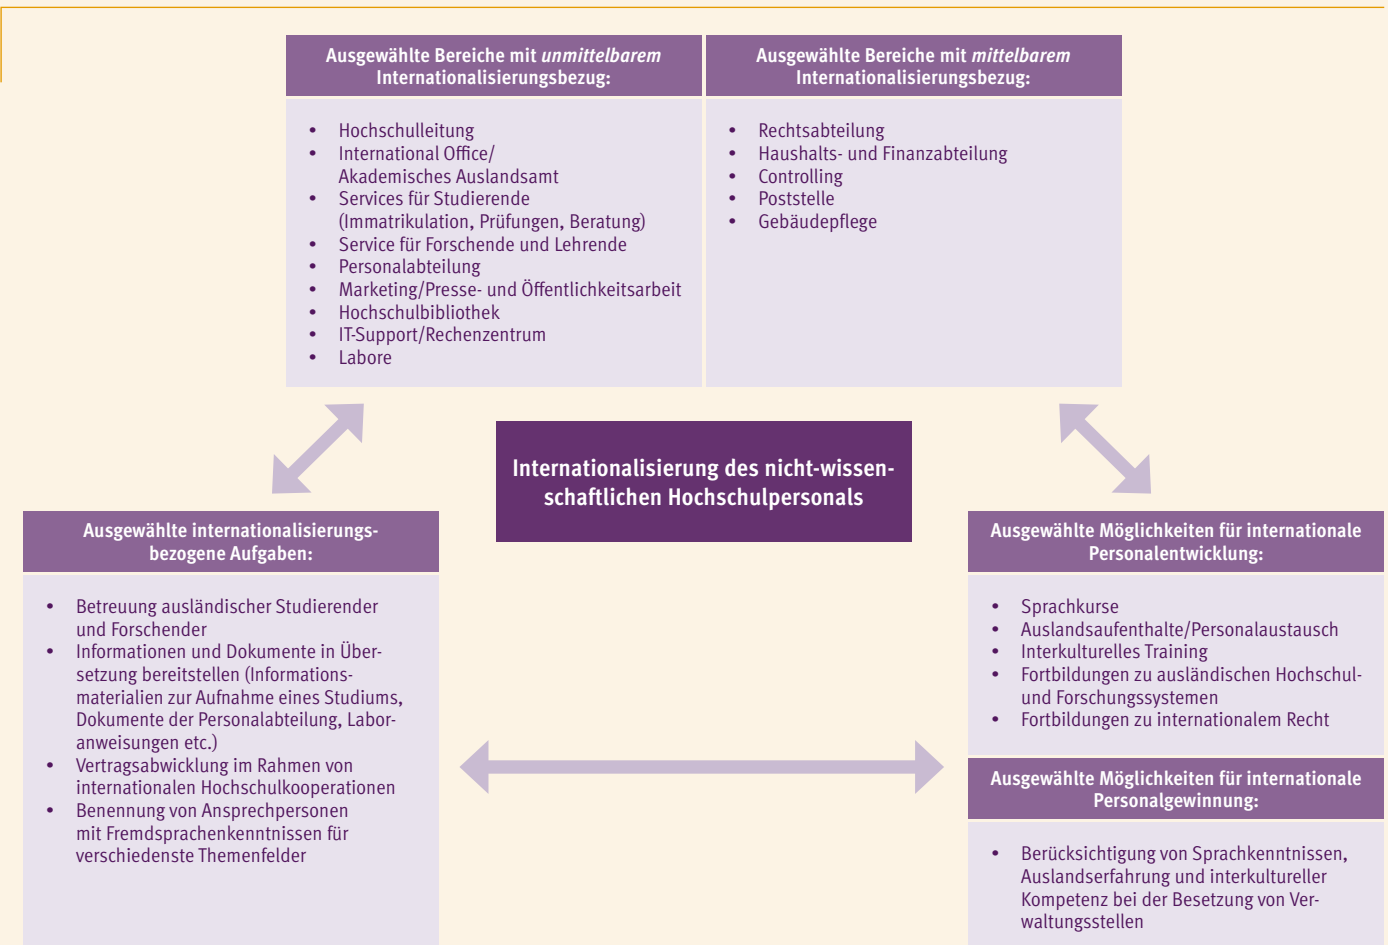 Ausgewählte Bereiche mit unmittelbarem
Internationalisierungsbezug:
• Hochschulleitung
• International Office/
Akademisches Auslandsamt
• Services für Studierende
(Immatrikulation, Prüfungen, Beratung)
• Service für Forschende und Lehrende
• Personalabteilung
• Marketing/Presse- und Öffentlichkeitsarbeit
• Hochschulbibliothek
• IT-Support/Rechenzentrum
• Labore
Ausgewählte Bereiche mit mittelbarem
Internationalisierungsbezug:
• Rechtsabteilung
• Haushalts- und Finanzabteilung
• Controlling
• Poststelle
• Gebäudepflege
Internationalisierung des nicht-wissen-
schaftlichen Hochschulpersonals
Ausgewählte internationalisierungs-
bezogene Aufgaben:
• Betreuung ausländischer Studierender
und Forschender
• Informationen und Dokumente in Über-
setzung bereitstellen (Informations-
materialien zur Aufnahme eines Studiums,
Dokumente der Personalabteilung, Labor-
anweisungen etc.)
• Vertragsabwicklung im Rahmen von
internationalen Hochschulkooperationen
• Benennung von Ansprechpersonen
mit Fremdsprachenkenntnissen für
verschiedenste Themenfelder
Ausgewählte Möglichkeiten für internationale
Personalentwicklung:
• Sprachkurse
• Auslandsaufenthalte/Personalaustausch
• Interkulturelles Training
• Fortbildungen zu ausländischen Hochschul-
und Forschungssystemen
• Fortbildungen zu internationalem Recht
Ausgewählte Möglichkeiten für internationale
Personalgewinnung:
• Berücksichtigung von Sprachkenntnissen,
Auslandserfahrung und interkultureller
Kompetenz bei der Besetzung von Ver-
waltungsstellen